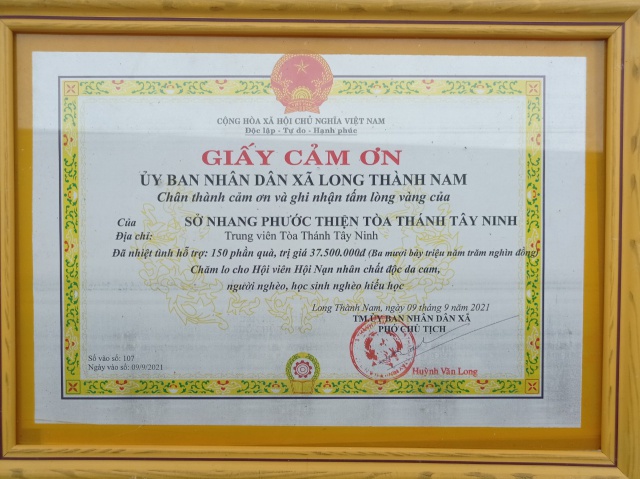 CỘNG HÒA XÃ HỘI CHỦ NGHĨA VIỆT NAM
Độc lập - Tự do - Hạnh phúc
GIẤY CẢM ƠN
ỦY BAN NHÂN DÂN XÃ LONG THÀNH NAM
Chân thành cảm ơn và ghi nhận tấm lòng vàng của
Của SỞ NHANG PHƯỚC THIỆN TÒA THÁNH TÂY NINH
Địa chỉ: Trung viên Tòa Thánh Tây Ninh
Đã nhiệt tình hỗ trợ: 150 phần quà, trị giá 37.500.000đ (Ba mươi bảy triệu năm trăm nghìn đồng)
Chăm lo cho Hội viên Hội Nạn nhân chất độc da cam,
người nghèo, học sinh nghèo hiếu học
Long Thành Nam, ngày 09 tháng 9 năm 2021
TM.ỦY BAN NHÂN DÂN XÃ
PHÓ CHỦ TỊCH
Số vào sổ: 107
Ngày vào sổ: 09/9/2021
Huỳnh Văn Long